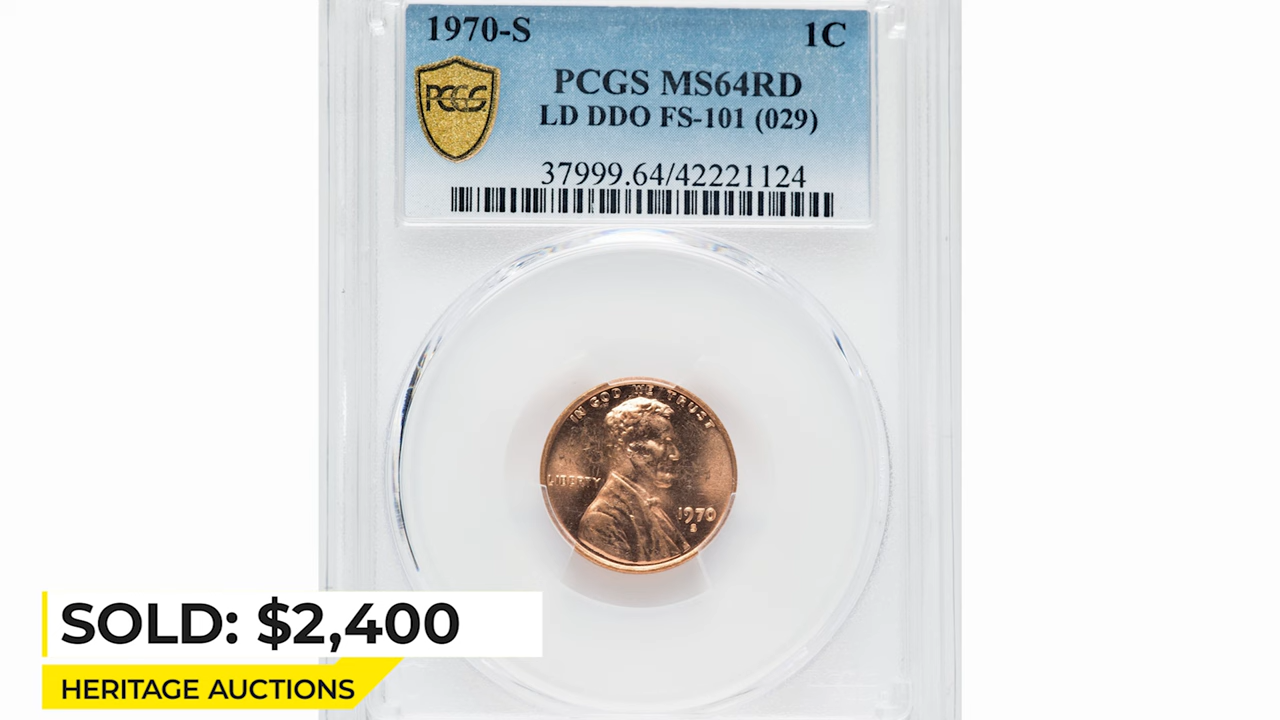 1970-S 1C
PCGS
PCGS MS64RD
LD DDO FS-101 (029)
37999.64/42221124
IN GOD WE TRUST
LIBERTY
1970
S
SOLD: $2,400
HERITAGE AUCTIONS